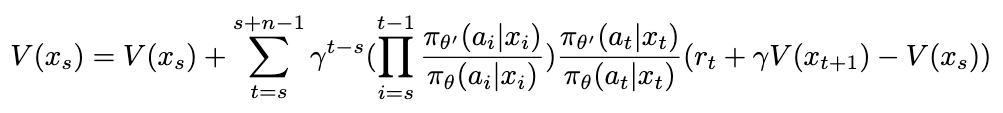 V(x_s) = V(x_s) + \sum_{t=s}^{s+n-1} \gamma^{t-s} (\prod_{i=s}^{t-1} \frac{\pi_{\theta'}(a_i|x_i)}{\pi_{\theta}(a_i|x_i)}) \frac{\pi_{\theta'}(a_t|x_t)}{\pi_{\theta}(a_t|x_t)} (r_t + \gamma V(x_{t+1}) - V(x_s))